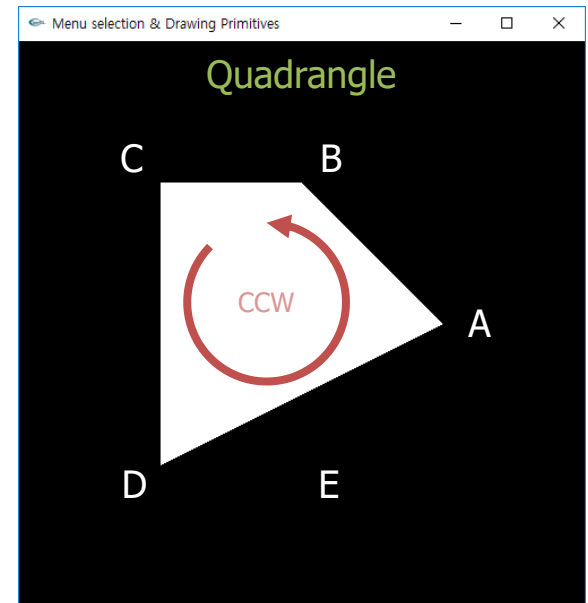 Menu selection & Drawing Primitives
Quadrangle
C B
CCW
A
D E